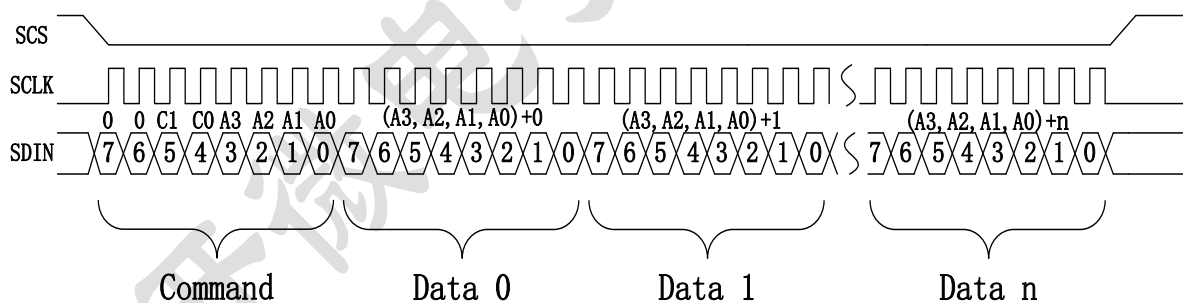 SCS
SCLK
0 0 C1 C0 A3 A2 A1 A0 (A3, A2, A1, A0)+0 (A3, A2, A1, A0)+1 (A3, A2, A1, A0)+n
SDIN 7 6 5 4 3 2 1 0 7 6 5 4 3 2 1 0 7 6 5 4 3 2 1 0 7 6 5 4 3 2 1 0
Command Data 0 Data 1 Data n